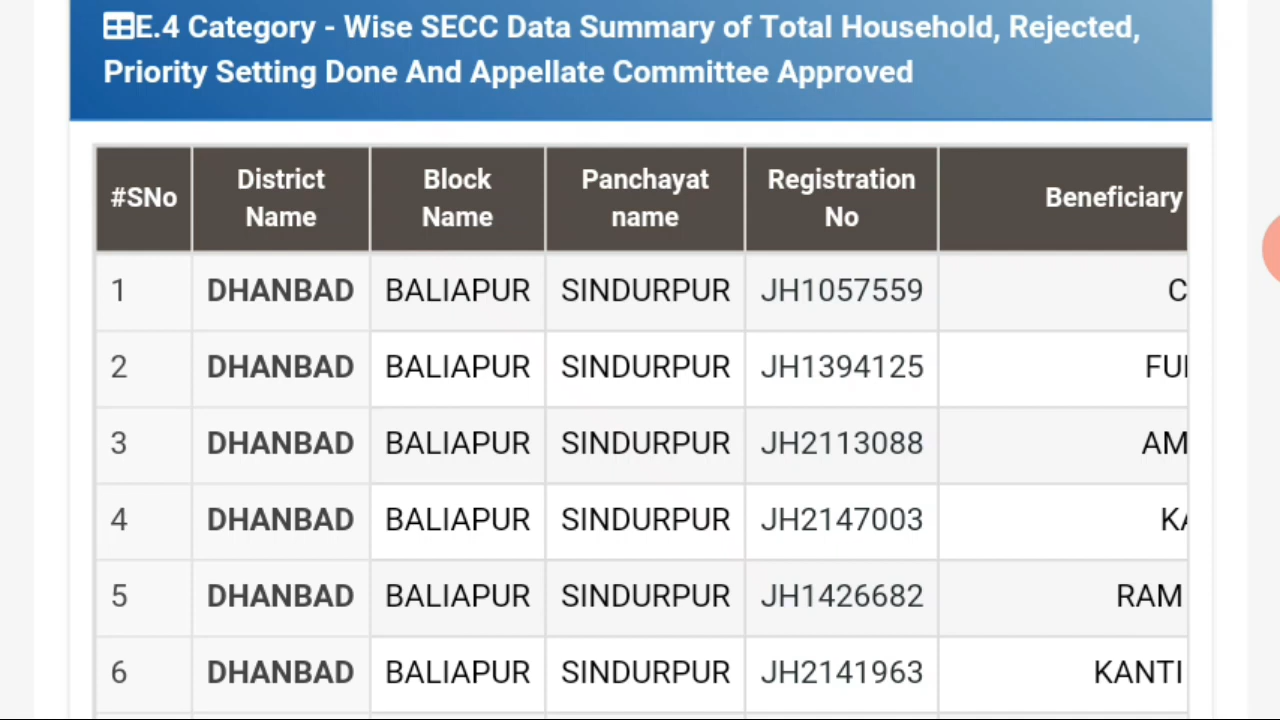 E.4 Category - Wise SECC Data Summary of Total Household, Rejected,
Priority Setting Done And Appellate Committee Approved
#SNo District Name Block Name Panchayat name Registration No Beneficiary
1 DHANBAD BALIAPUR SINDURPUR JH1057559 C
2 DHANBAD BALIAPUR SINDURPUR JH1394125
3 DHANBAD BALIAPUR SINDURPUR JH2113088 AM
4 DHANBAD BALIAPUR SINDURPUR JH2147003
5 DHANBAD BALIAPUR SINDURPUR JH1426682 RAM
6 DHANBAD BALIAPUR SINDURPUR JH2141963 KANTI